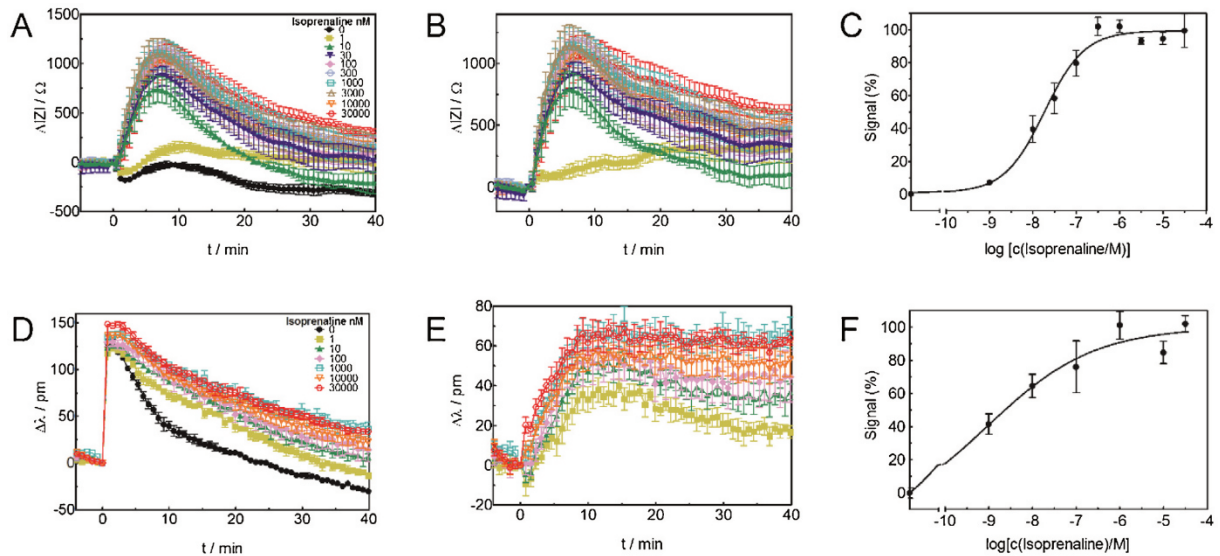 A
Isoprenaline nM
0
1
10
30
100
300
1000
3000
10000
30000
Λ|Z| / Ω
1000
500
0
-500
0 10 20 30 40
t / min
B
Λ|Z| / Ω
1000
500
0
0 10 20 30 40
t / min
C
Signal (%)
100
80
60
40
20
0
-10 -9 -8 -7 -6 -5 -4
log [c(Isoprenaline/M)]
D
Isoprenaline nM
0
1
10
100
1000
10000
30000
Δλ / pm
150
100
50
0
-50
0 10 20 30 40
t / min
E
Λλ / pm
80
60
40
20
0
-20
0 10 20 30 40
t / min
F
Signal (%)
100
80
60
40
20
0
-10 -9 -8 -7 -6 -5 -4
log[c(Isoprenaline)/M]